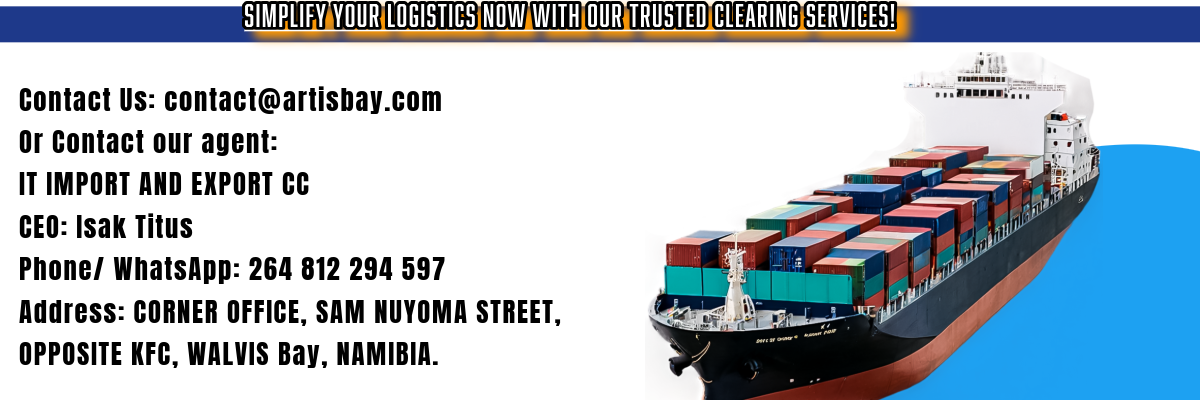 SIMPLIFY YOUR LOGISTICS NOW WITH OUR TRUSTED CLEARING SERVICES!
Contact Us: contact@artisbay.com
Or Contact our agent:
IT IMPORT AND EXPORT CC
CEO: Isak Titus
Phone/ WhatsApp: 264 812 294 597
Address: CORNER OFFICE, SAM NUYOMA STREET,
OPPOSITE KFC, WALVIS Bay, NAMIBIA.